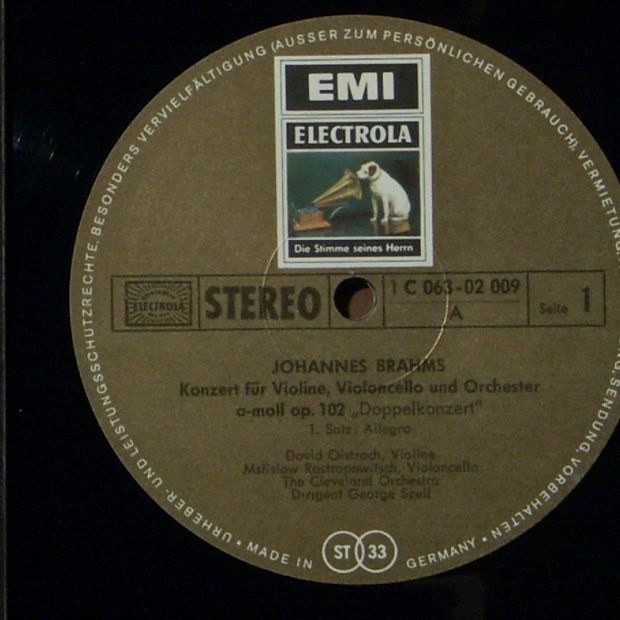 URHEBER- UND LEISTUNGSSCHUTZRECHTE, BESONDERS VERVIELFÄLTIGUNG (AUSSER ZUM PERSÖNLICHEN GEBRAUCH), VERMIETUNG, SENDUNG, VORBEHALTEN
EMI
ELECTROLA
Die Stimme seines Herrn
ELECTROLA
STEREO
1 C 063-02 009
A
Seite 1
JOHANNES BRAHMS
Konzert für Violine, Violoncello und Orchester
a-moll op. 102 „Doppelkonzert"
1. Satz: Allegro
David Oistrach, Violine
Mstislaw Rostropowitsch, Violoncello
The Cleveland Orchestra
Dirigent George Szell
• MADE IN ST 33 GERMANY •